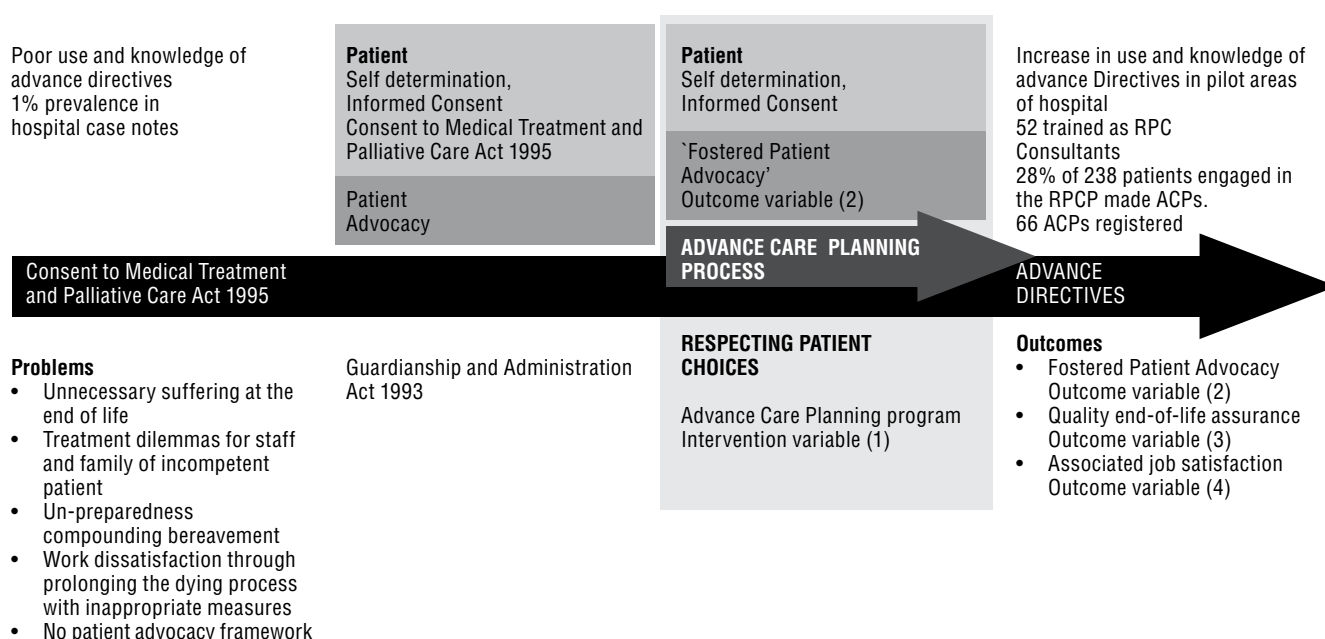 Poor use and knowledge of
advance directives
1% prevalence in
hospital case notes
Patient
Self determination,
Informed Consent
Consent to Medical Treatment and
Palliative Care Act 1995
Patient
Advocacy
Patient
Self determination,
Informed Consent
`Fostered Patient
Advocacy’
Outcome variable (2)
Increase in use and knowledge of
advance Directives in pilot areas
of hospital
52 trained as RPC
Consultants
28% of 238 patients engaged in
the RPCP made ACPs.
66 ACPs registered
Consent to Medical Treatment
and Palliative Care Act 1995
ADVANCE CARE PLANNING
PROCESS
ADVANCE
DIRECTIVES
Problems
• Unnecessary suffering at the
end of life
• Treatment dilemmas for staff
and family of incompetent
patient
• Un-preparedness
compounding bereavement
• Work dissatisfaction through
prolonging the dying process
with inappropriate measures
• No patient advocacy framework
Guardianship and Administration
Act 1993
RESPECTING PATIENT
CHOICES
Advance Care Planning program
Intervention variable (1)
Outcomes
• Fostered Patient Advocacy
Outcome variable (2)
• Quality end-of-life assurance
Outcome variable (3)
• Associated job satisfaction
Outcome variable (4)